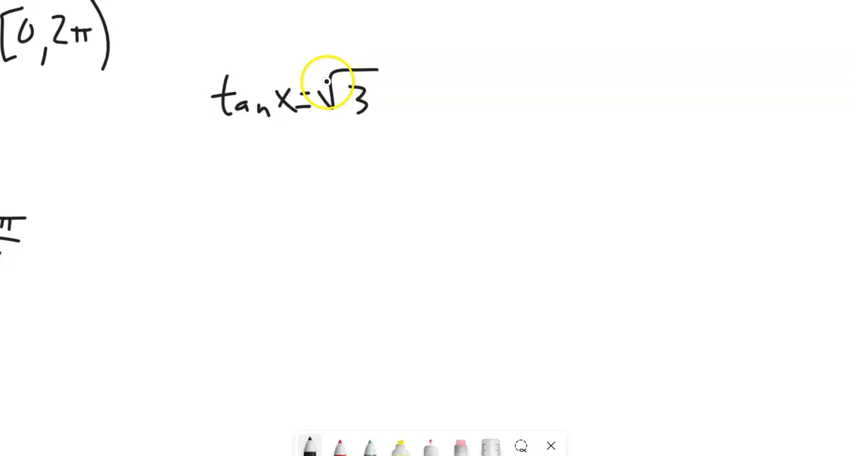 [0, 2π)
tan x = √3
π